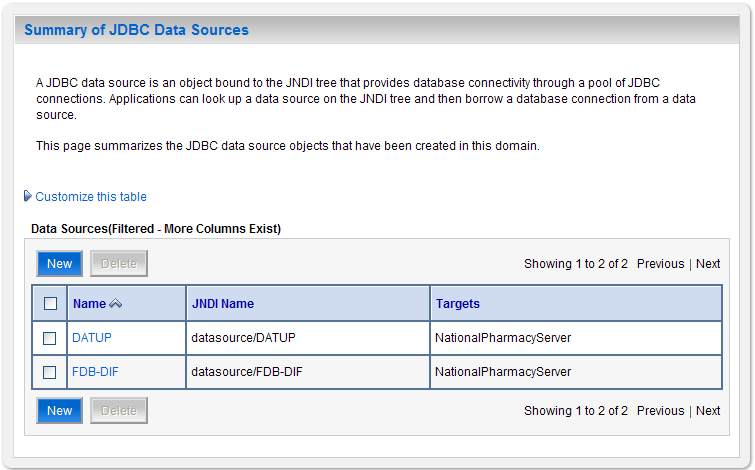 Summary of JDBC Data Sources
A JDBC data source is an object bound to the JNDI tree that provides database connectivity through a pool of JDBC
connections. Applications can look up a data source on the JNDI tree and then borrow a database connection from a data
source.
This page summarizes the JDBC data source objects that have been created in this domain.
Customize this table
Data Sources(Filtered - More Columns Exist)
New Delete Showing 1 to 2 of 2 Previous | Next
Name JNDI Name Targets
DATUP datasource/DATUP NationalPharmacyServer
FDB-DIF datasource/FDB-DIF NationalPharmacyServer
New Delete Showing 1 to 2 of 2 Previous | Next